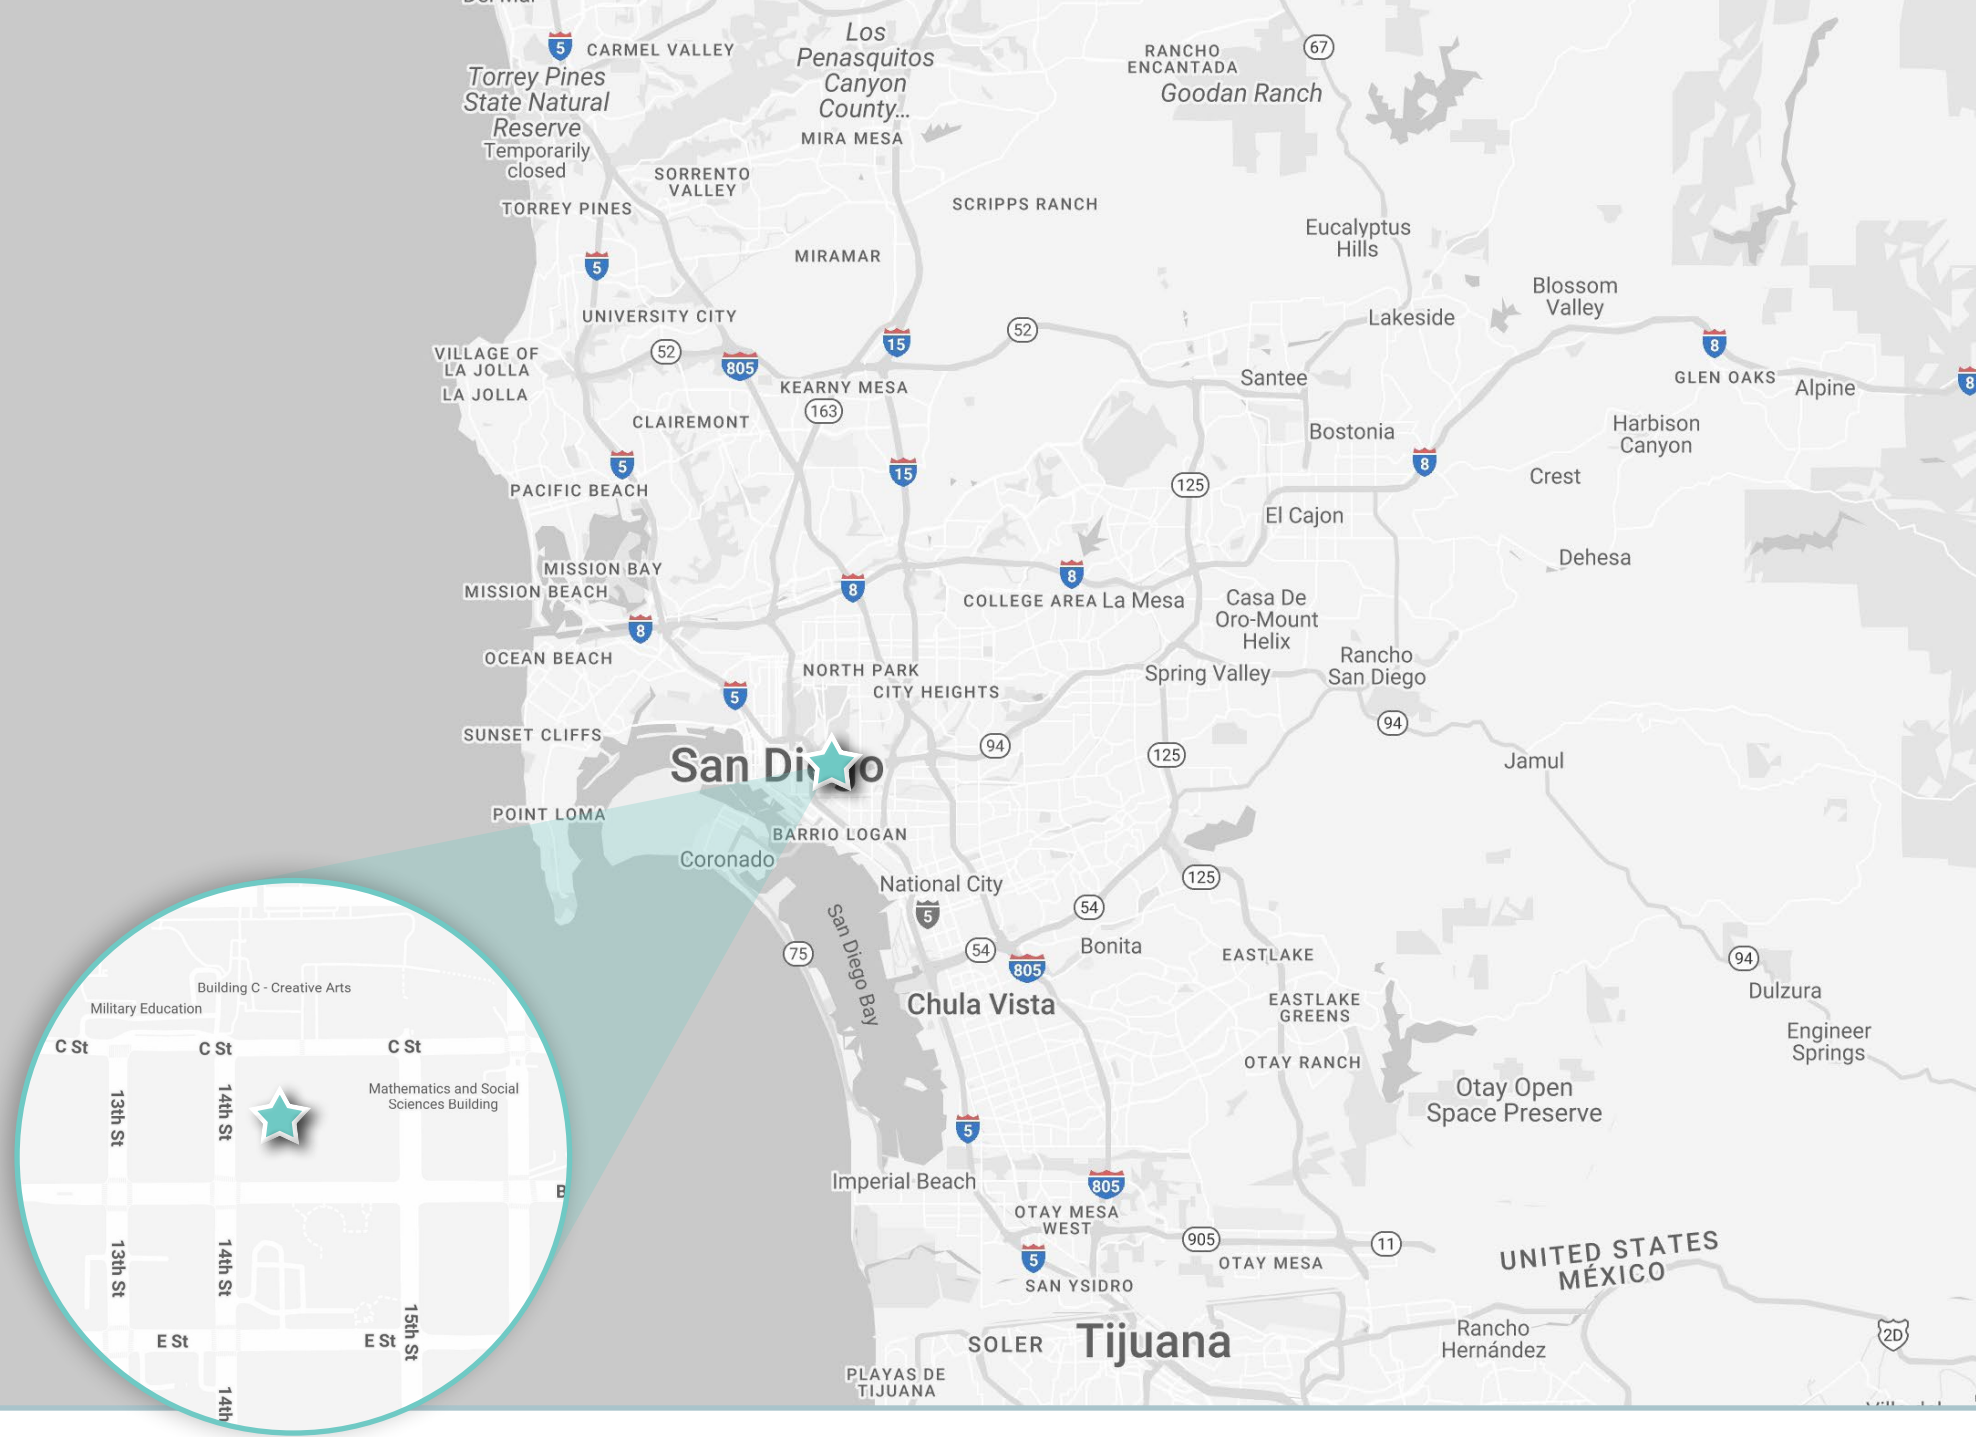 5
CARMEL VALLEY
Los
Penasquitos
Canyon
County...
MIRA MESA
RANCHO
ENCANTADA
Goodan Ranch
67
Torrey Pines
State Natural
Reserve
Temporarily
closed
SORRENTO
VALLEY
TORREY PINES
SCRIPPS RANCH
MIRAMAR
Eucalyptus
Hills
5
Blossom
Valley
UNIVERSITY CITY
Lakeside
52
15
52
8
VILLAGE OF
LA JOLLA
LA JOLLA
805
KEARNY MESA
163
Santee
GLEN OAKS
Alpine
8
CLAIREMONT
Bostonia
Harbison
Canyon
5
15
8
Crest
PACIFIC BEACH
125
El Cajon
Dehesa
MISSION BAY
MISSION BEACH
8
8
COLLEGE AREA
La Mesa
Casa De
Oro-Mount
Helix
8
OCEAN BEACH
NORTH PARK
CITY HEIGHTS
Spring Valley
Rancho
San Diego
5
94
SUNSET CLIFFS
94
125
Jamul
San Di
o
POINT LOMA
BARRIO LOGAN
Coronado
National City
5
125
54
54
Bonita
75
San Diego Bay
805
EASTLAKE
94
Dulzura
Chula Vista
EASTLAKE
GREENS
Engineer
Springs
OTAY RANCH
Otay Open
Space Preserve
5
Imperial Beach
805
OTAY MESA
WEST
905
11
5
OTAY MESA
SAN YSIDRO
UNITED STATES
MÉXICO
SOLER
Tijuana
Rancho
Hernández
2D
PLAYAS DE
TIJUANA
Building C - Creative Arts
Military Education
C St
C St
C St
Mathematics and Social
Sciences Building
13th St
14th St
B
13th St
14th St
15th St
E St
E St
14th